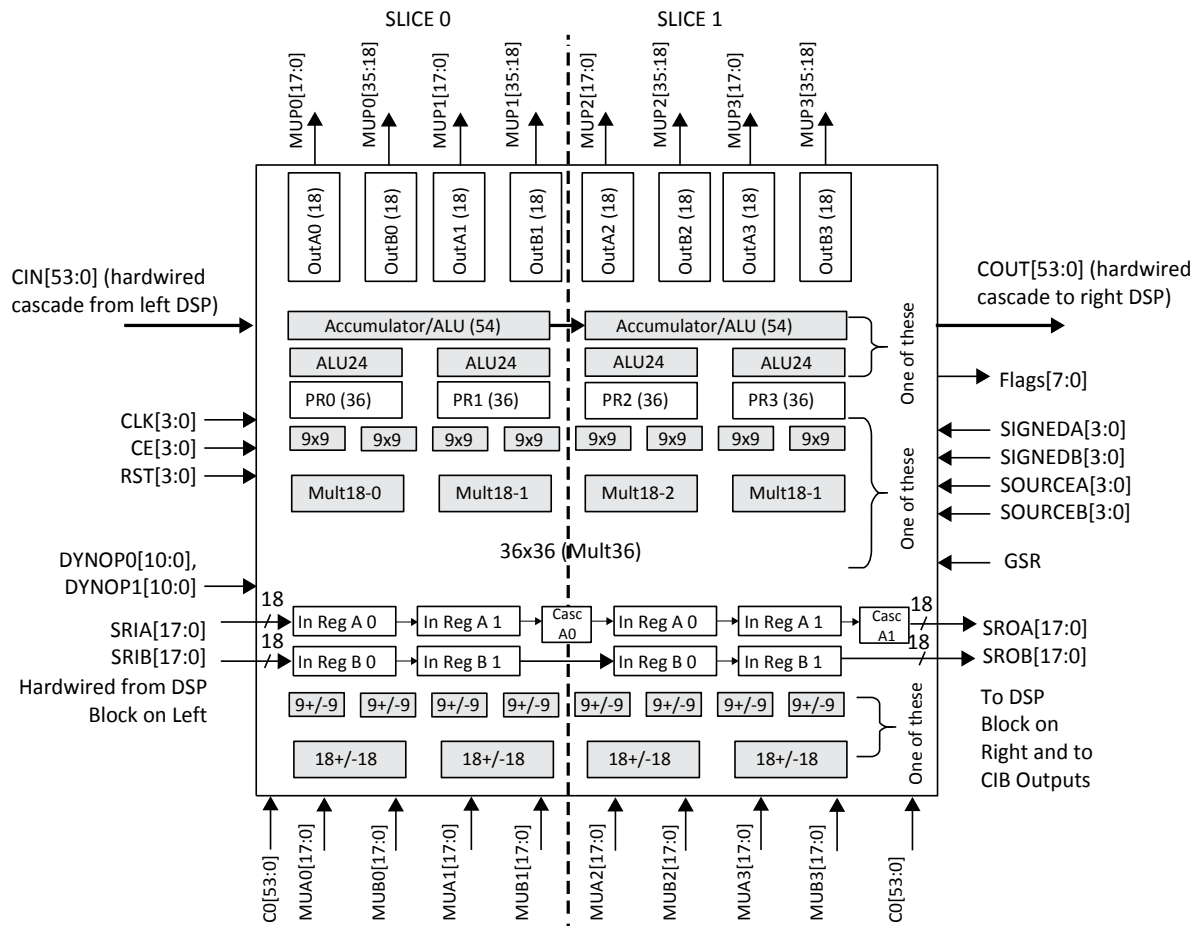 SLICE 0
SLICE 1
MUP0[17:0]
MUP0[35:18]
MUP1[17:0]
MUP1[35:18]
MUP2[17:0]
MUP2[35:18]
MUP3[17:0]
MUP3[35:18]
OutA0 (18)
OutB0 (18)
OutA1 (18)
OutB1 (18)
OutA2 (18)
OutB2 (18)
OutA3 (18)
OutB3 (18)
CIN[53:0] (hardwired
cascade from left DSP)
COUT[53:0] (hardwired
cascade to right DSP)
Accumulator/ALU (54)
Accumulator/ALU (54)
ALU24
ALU24
ALU24
ALU24
One of these
Flags[7:0]
PR0 (36)
PR1 (36)
PR2 (36)
PR3 (36)
CLK[3:0]
CE[3:0]
RST[3:0]
9x9
9x9
9x9
9x9
9x9
9x9
9x9
9x9
SIGNEDA[3:0]
SIGNEDB[3:0]
SOURCEA[3:0]
SOURCEB[3:0]
Mult18-0
Mult18-1
Mult18-2
Mult18-1
One of these
36x36 (Mult36)
GSR
DYNOP0[10:0],
DYNOP1[10:0]
18
SRIA[17:0]
18
SRIB[17:0]
Hardwired from DSP
Block on Left
In Reg A 0
In Reg A 1
Casc
A0
In Reg A 0
In Reg A 1
Casc
A1
18
SROA[17:0]
In Reg B 0
In Reg B 1
In Reg B 0
In Reg B 1
18
SROB[17:0]
To DSP
Block on
Right and to
CIB Outputs
9+/-9
9+/-9
9+/-9
9+/-9
9+/-9
9+/-9
9+/-9
9+/-9
18+/-18
18+/-18
18+/-18
18+/-18
One of these
C0[53:0]
MUA0[17:0]
MUB0[17:0]
MUA1[17:0]
MUB1[17:0]
MUA2[17:0]
MUB2[17:0]
MUA3[17:0]
MUB3[17:0]
C0[53:0]